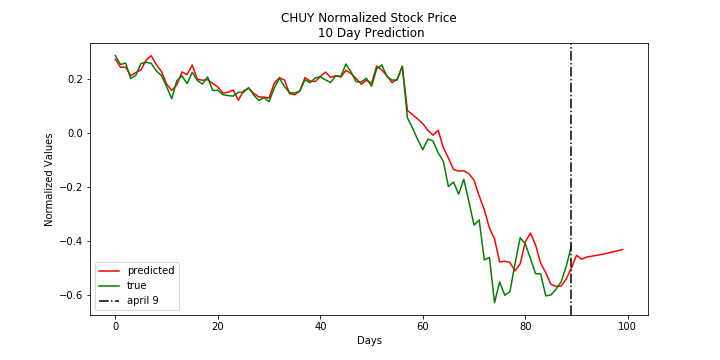 CHUY Normalized Stock Price
10 Day Prediction
Normalized Values
0.2
0.0
−0.2
−0.4
−0.6
predicted
true
april 9
0
20
40
60
80
100
Days